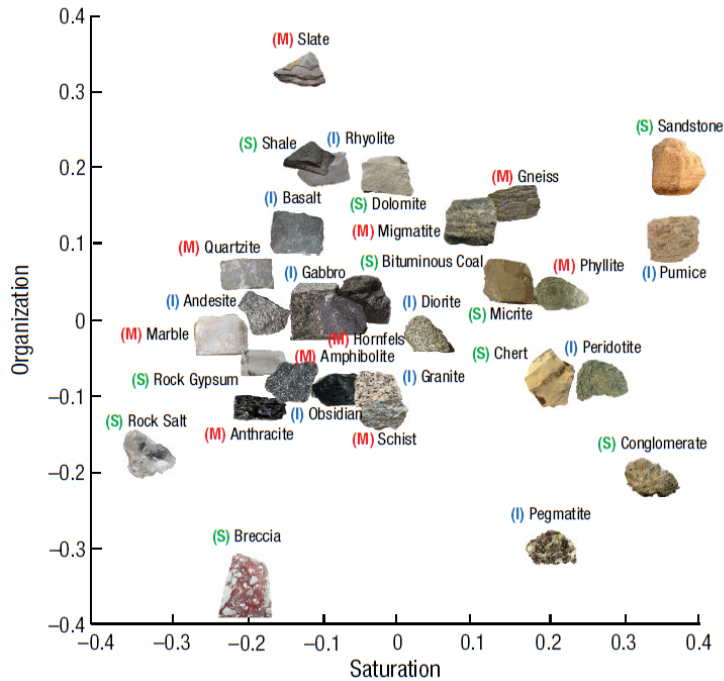 0.4
(M) Slate
0.3
(S) Shale
(I) Rhyolite
(S) Sandstone
0.2
(I) Basalt
(S) Dolomite
(M) Gneiss
(M) Migmatite
0.1
(M) Quartzite
(I) Gabbro
(S) Bituminous Coal
(M) Phyllite
(I) Pumice
(I) Andesite
(I) Diorite
(S) Micrite
0
(M) Marble
(M) Hornfels
(M) Amphibolite
(S) Chert
(I) Peridotite
(S) Rock Gypsum
(I) Granite
−0.1
(S) Rock Salt
(I) Obsidian
(M) Anthracite
(M) Schist
(S) Conglomerate
−0.2
(I) Pegmatite
−0.3
(S) Breccia
−0.4
Organization
−0.4 −0.3 −0.2 −0.1 0 0.1 0.2 0.3 0.4
Saturation